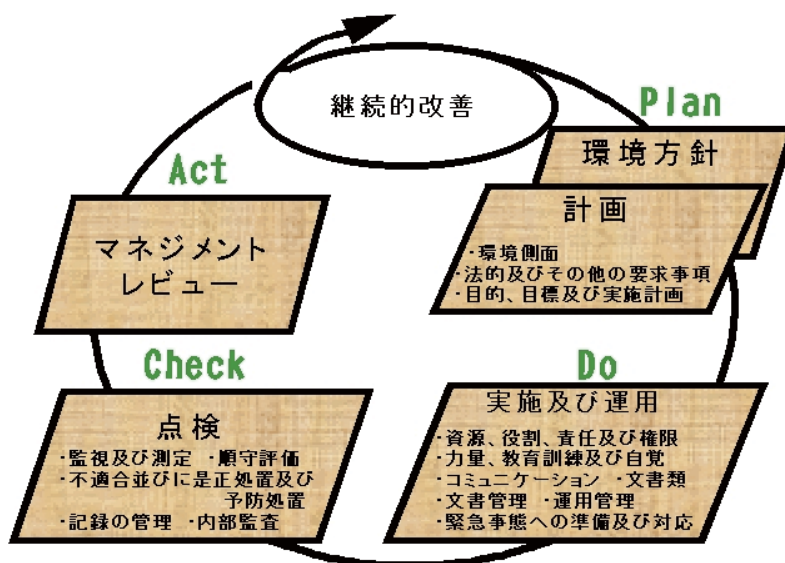 継続的改善
Plan
環境方針
計画
・環境側面
・法的及びその他の要求事項
・目的、目標及び実施計画
Do
実施及び運用
・資源、役割、責任及び権限
・力量、教育訓練及び自覚
・コミュニケーション ・文書類
・文書管理 ・運用管理
・緊急事態への準備及び対応
Check
点検
・監視及び測定 ・順守評価
・不適合並びに是正処置及び
予防処置
・記録の管理 ・内部監査
Act
マネジメント
レビュー